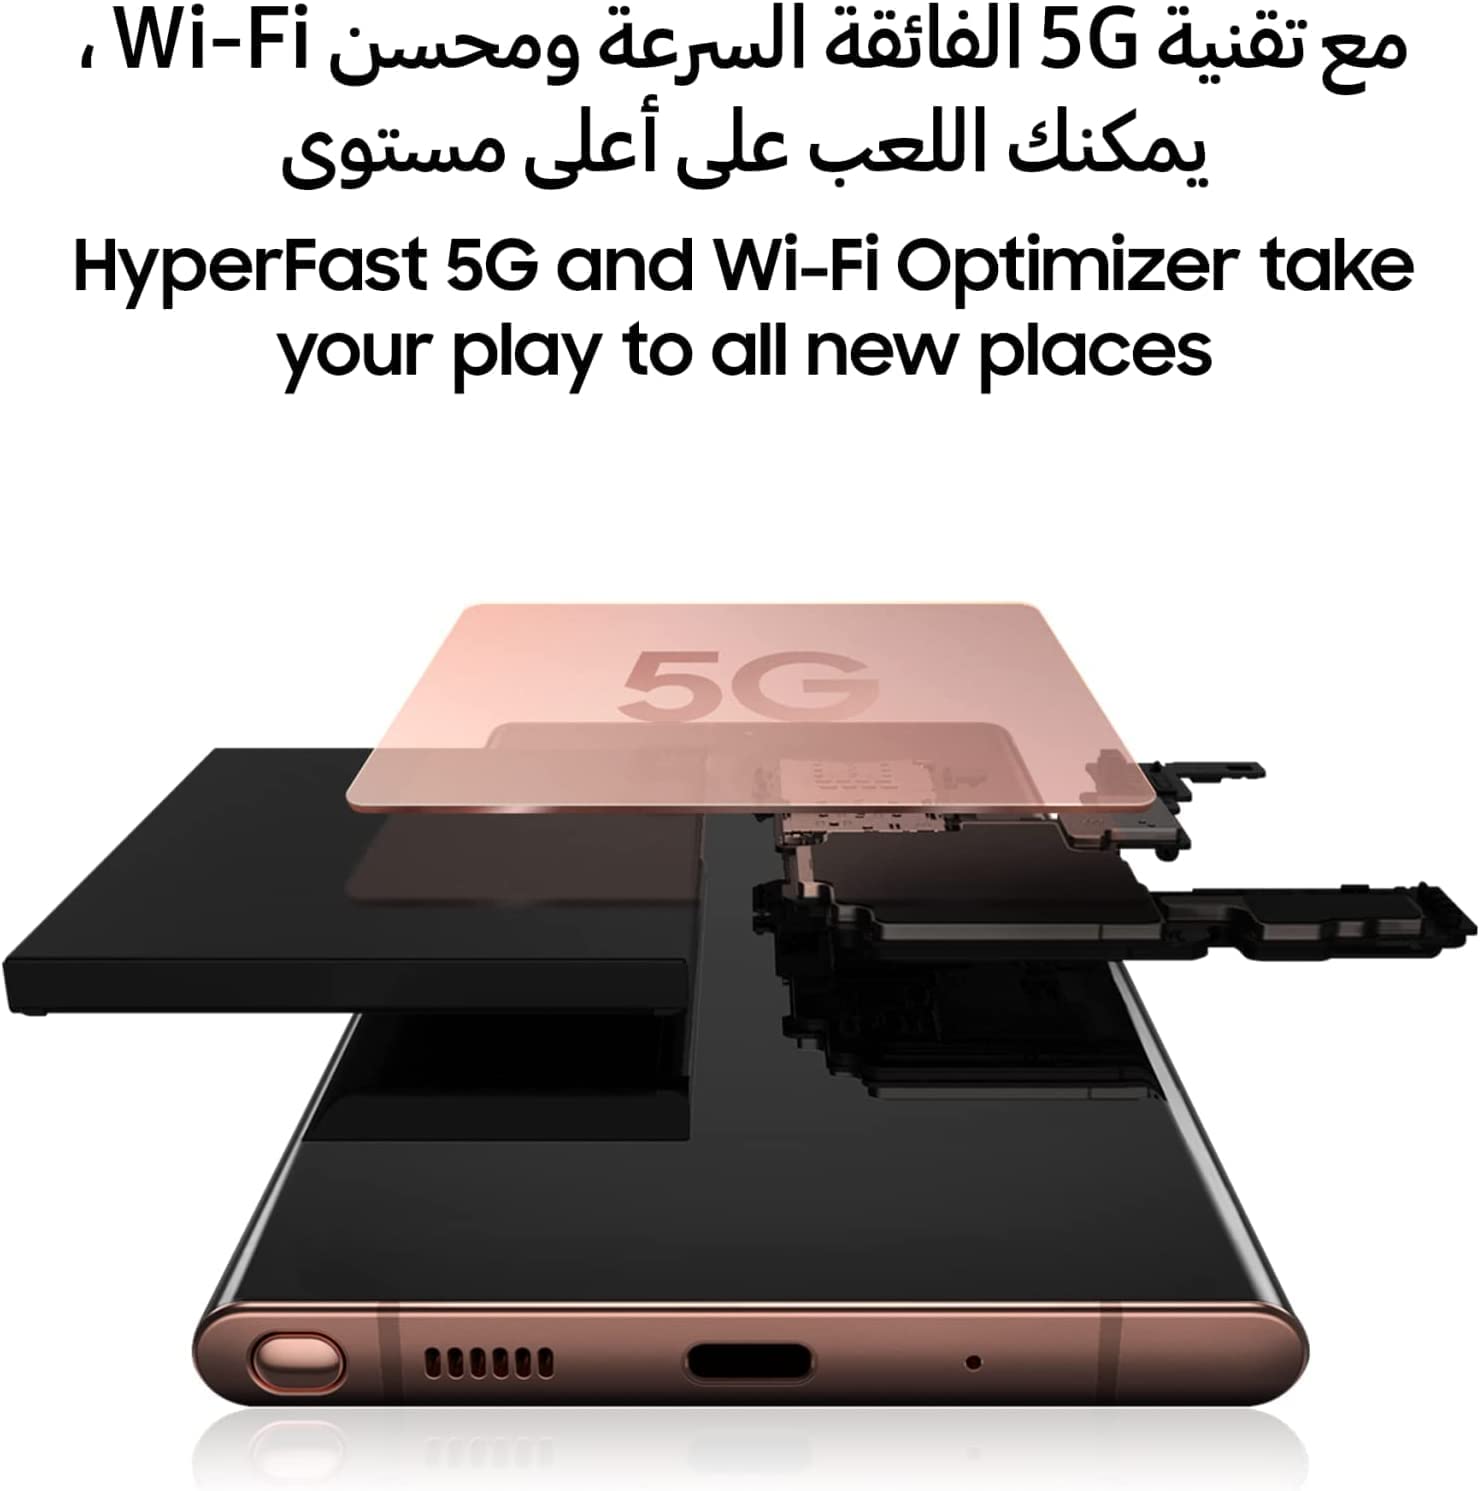 مع تقنية 5G الفائقة السرعة ومحسن Wi-Fi ،
يمكنك اللعب على أعلى مستوى
HyperFast 5G and Wi-Fi Optimizer take
your play to all new places
5G